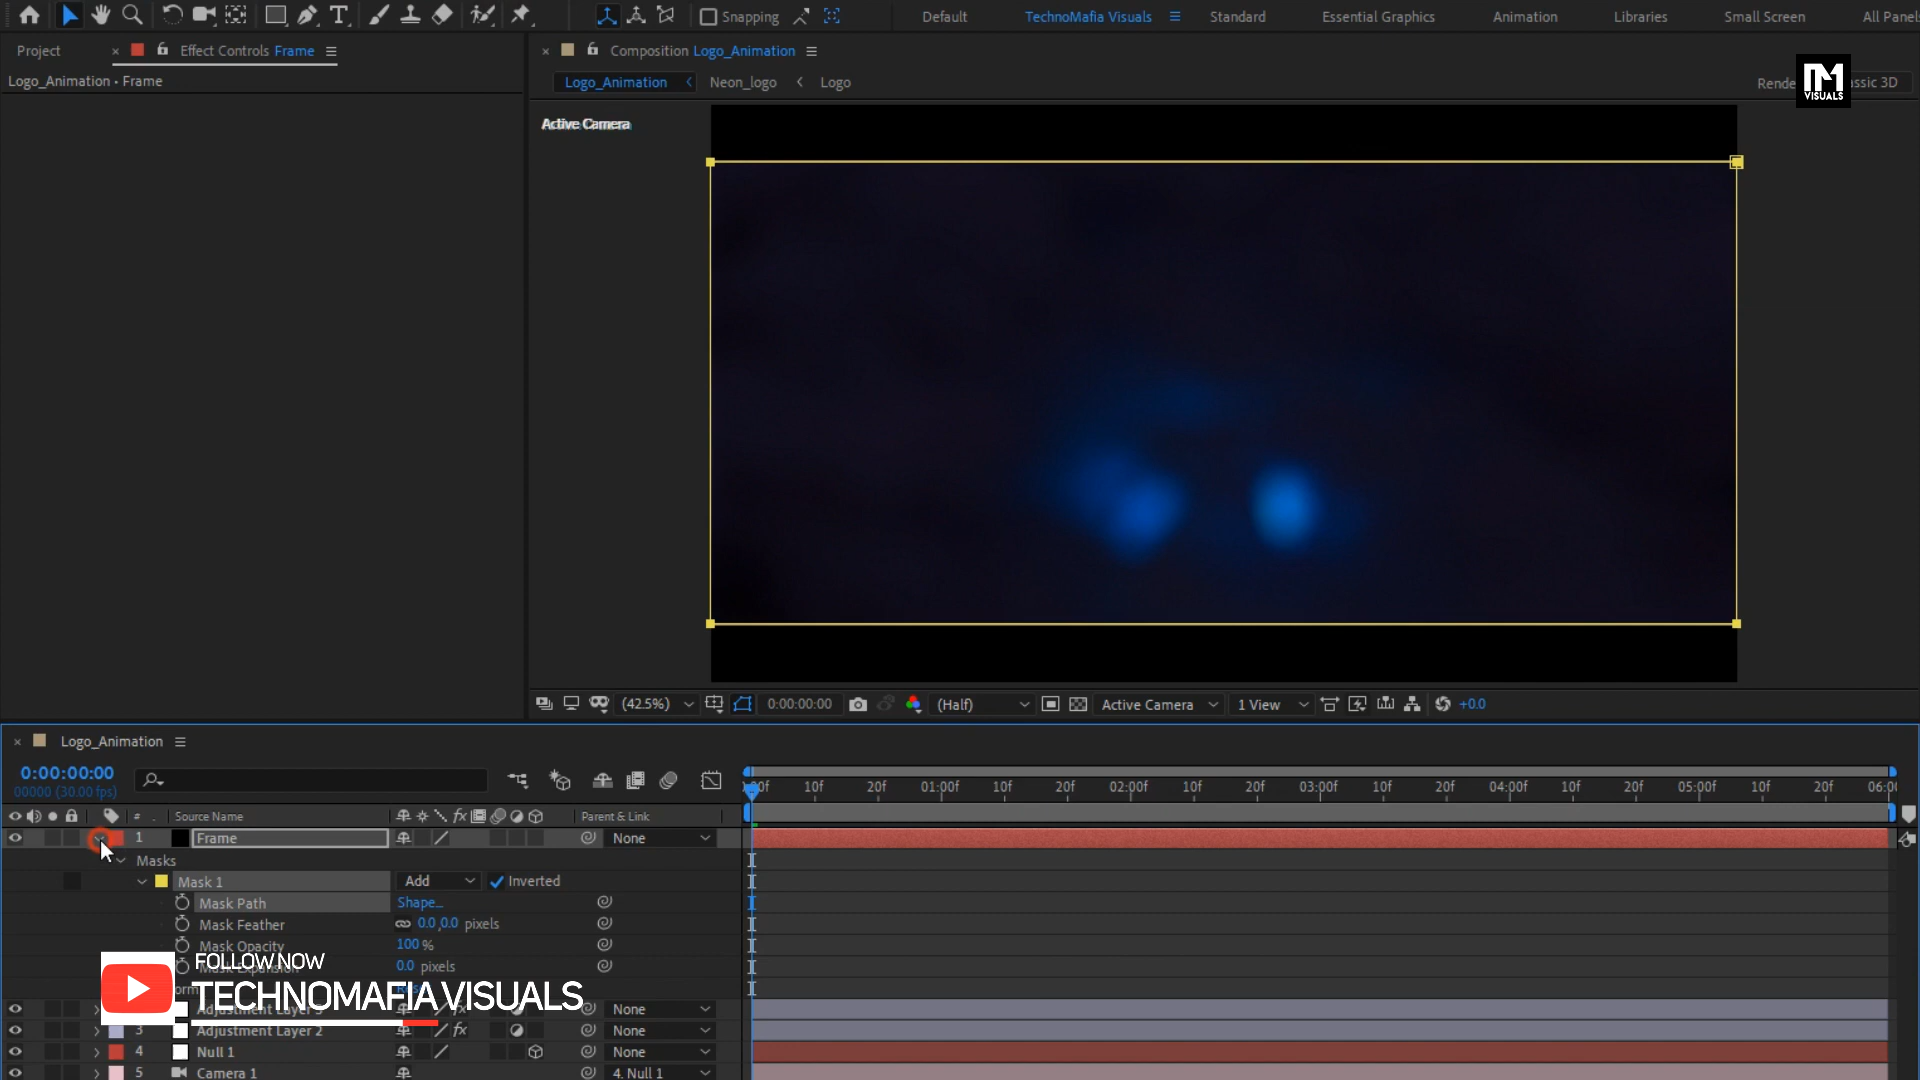 Snapping
Default
TechnoMafia Visuals
Standard
Essential Graphics
Animation
Libraries
Small Screen
All Panels
Project
Effect Controls Frame
Composition Logo_Animation
Logo_Animation • Frame
Logo_Animation
Neon_logo
Logo
VISUALS
Active Camera
(42.5%)
0:00:00:00
(Half)
Active Camera
1 View
+0.0
Logo_Animation
0:00:00:00
00000 (30.00 fps)
10f 20f 01:00f 10f 20f 02:00f 10f 20f 03:00f 10f 20f 04:00f 10f 20f 05:00f 10f 20f
# Source Name Parent & Link
1 Frame None
Masks
Mask 1 Add Inverted
Mask Path Shape...
Mask Feather 0.0,0.0 pixels
Mask Opacity 100 %
Mask Expansion 0.0 pixels
FOLLOW NOW
TECHNOMAFIA VISUALS
Adjustment Layer None
3 Adjustment Layer 2 None
4 Null 1 None
5 Camera 1 4. Null 1